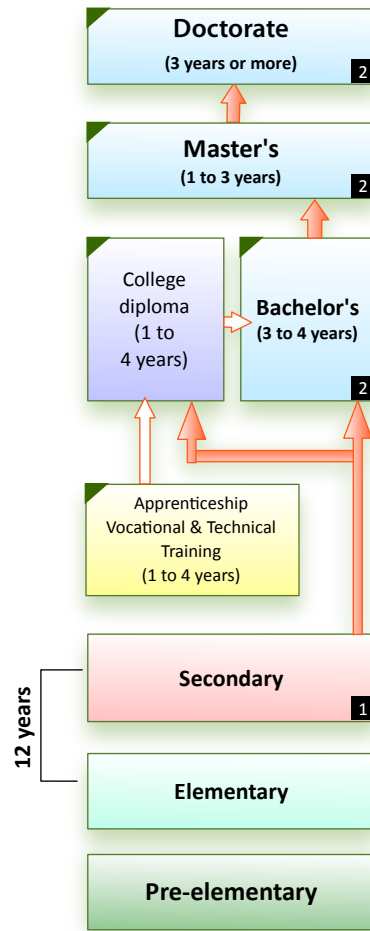 Doctorate
(3 years or more)
2
Master's
(1 to 3 years)
2
College
diploma
(1 to
4 years)
Bachelor's
(3 to 4 years)
2
Apprenticeship
Vocational & Technical
Training
(1 to 4 years)
Secondary
1
12 years
Elementary
Pre-elementary